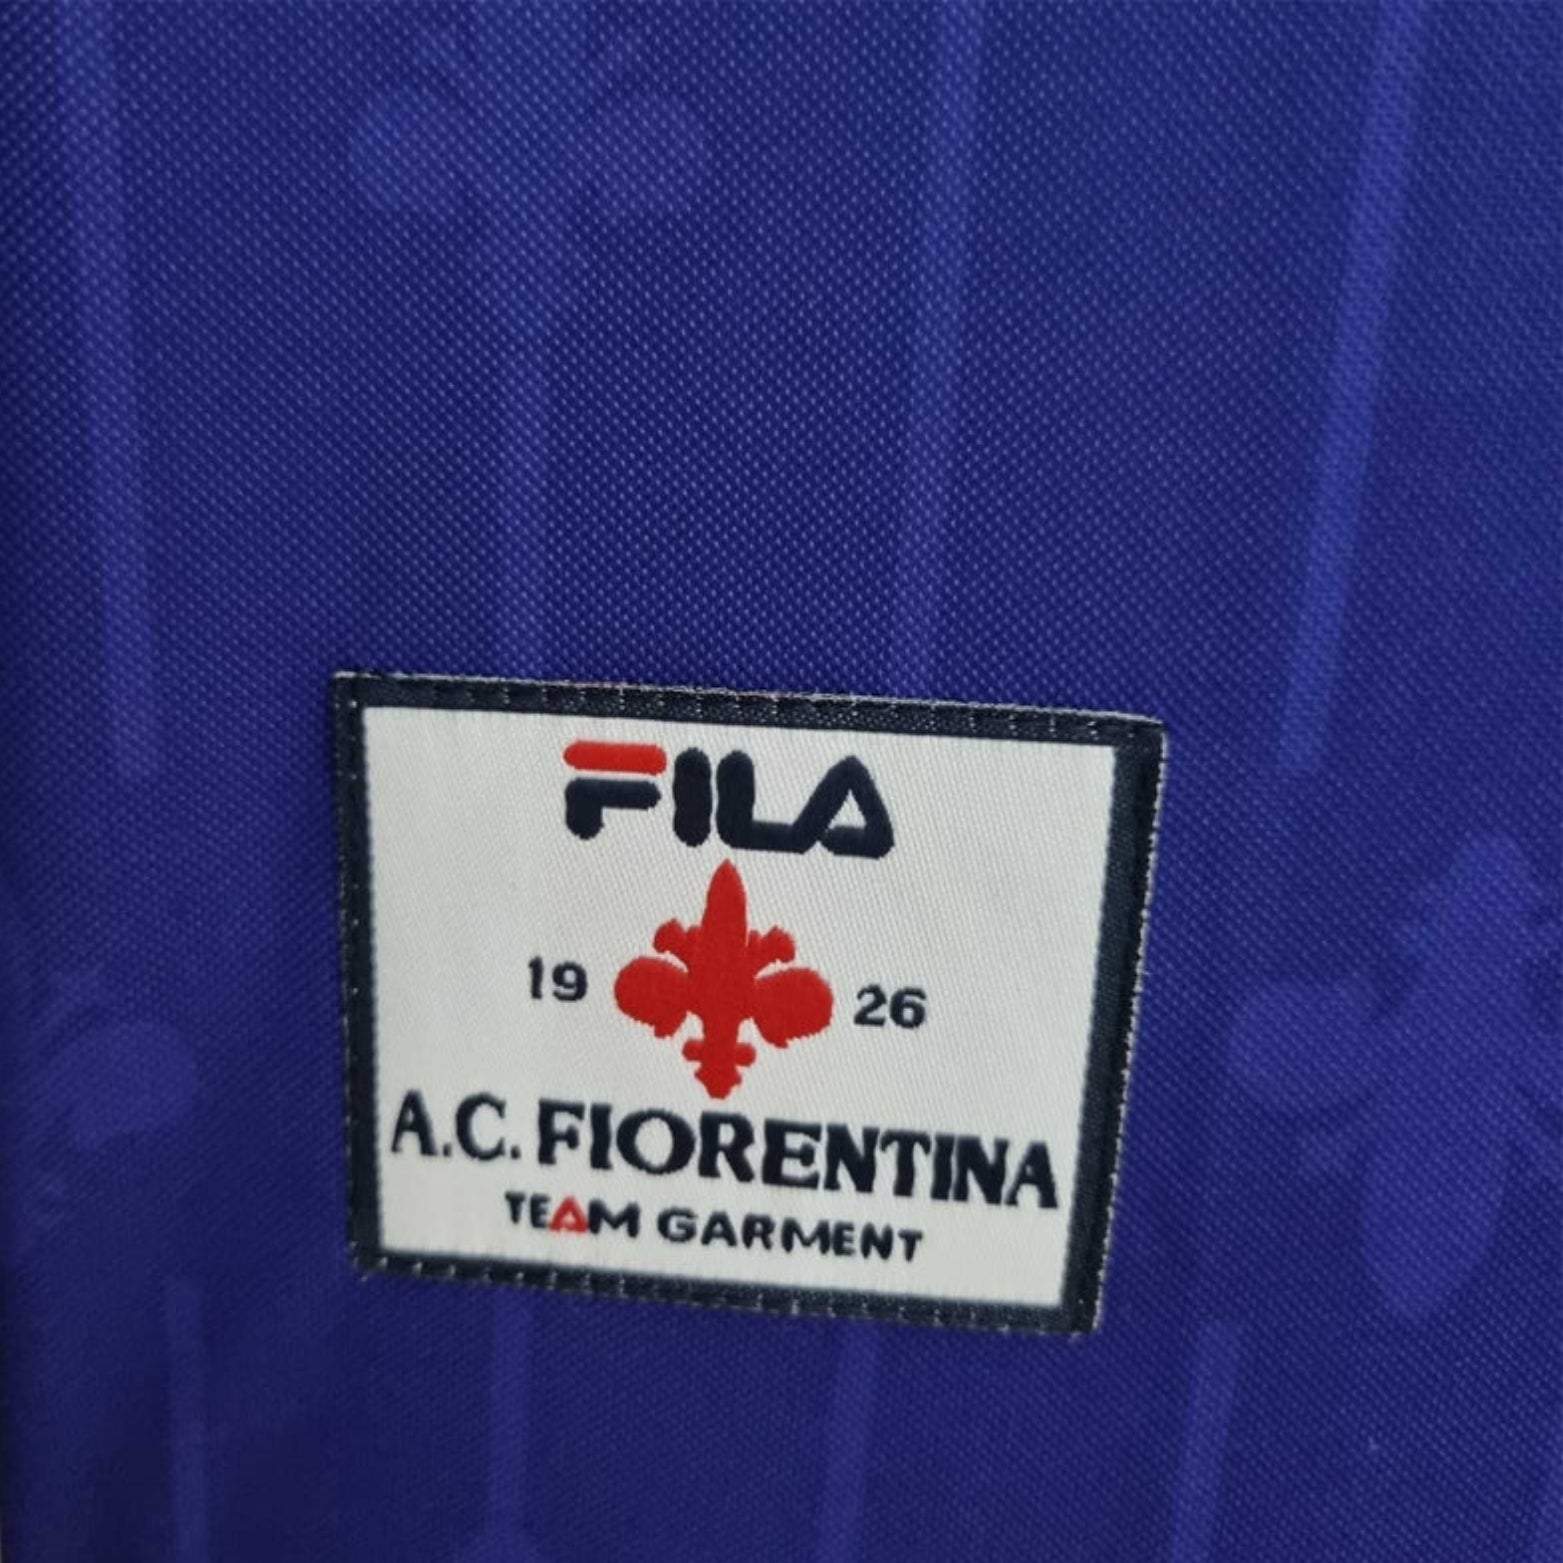 FILA
19 26
A.C. FIORENTINA
TEAM GARMENT